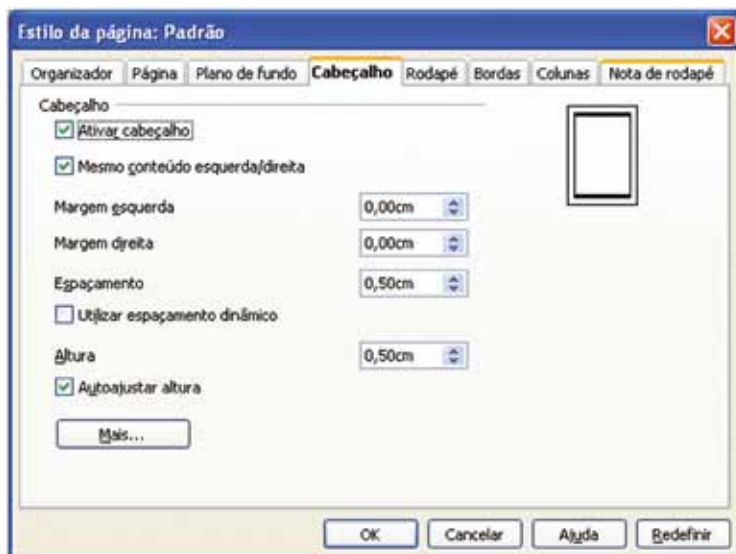 Estilo da página: Padrão
Organizador Página Plano de fundo Cabeçalho Rodapé Bordas Colunas Nota de rodapé
Cabeçalho
Ativar cabeçalho
Mesmo conteúdo esquerda/direita
Margem esquerda 0,00cm
Margem direita 0,00cm
Espaçamento 0,50cm
Utilizar espaçamento dinâmico
Altura 0,50cm
Autoajustar altura
Mais...
OK Cancelar Ajuda Redefinir